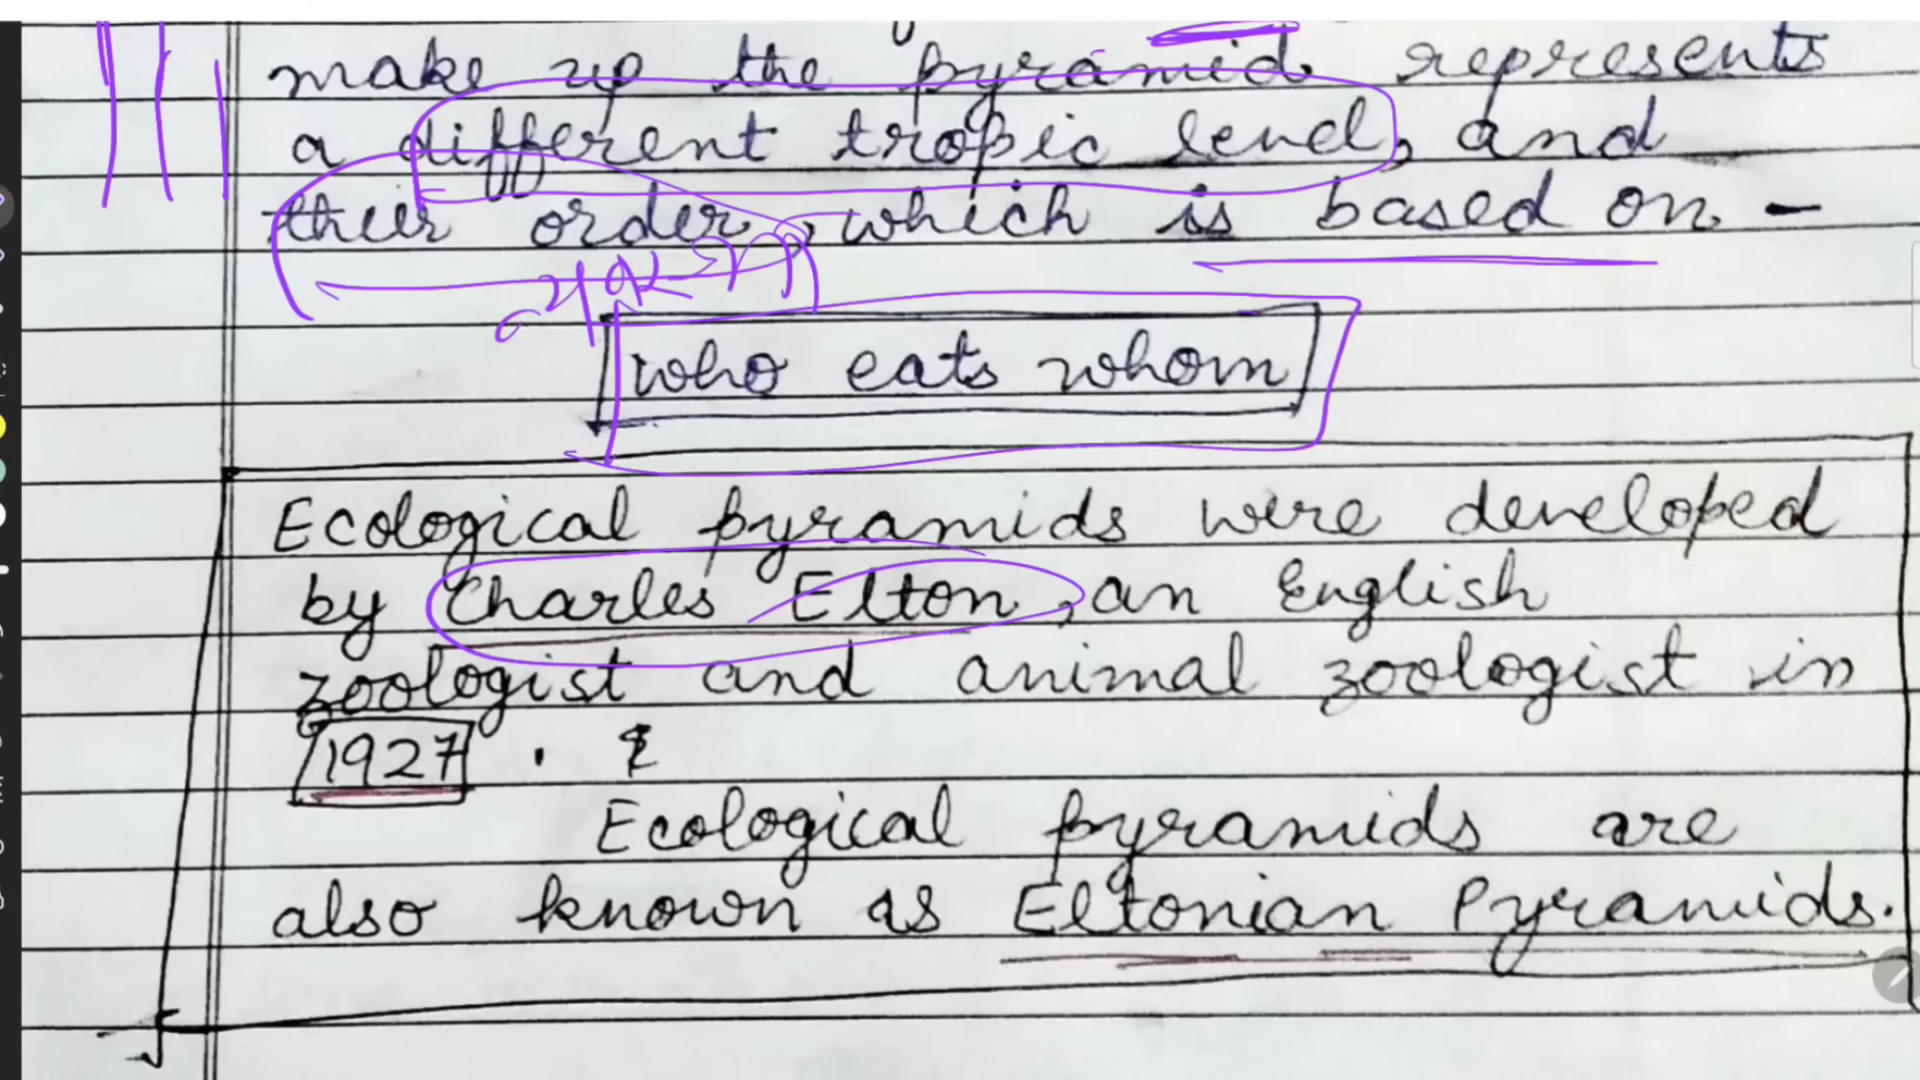 make up the pyramid represents
a different tropic level, and
their order, which is based on -
who eats whom
Ecological pyramids were developed
by Charles Elton, an English
zoologist and animal zoologist in
1927.
Ecological pyramids are
also known as Eltonian Pyramids.